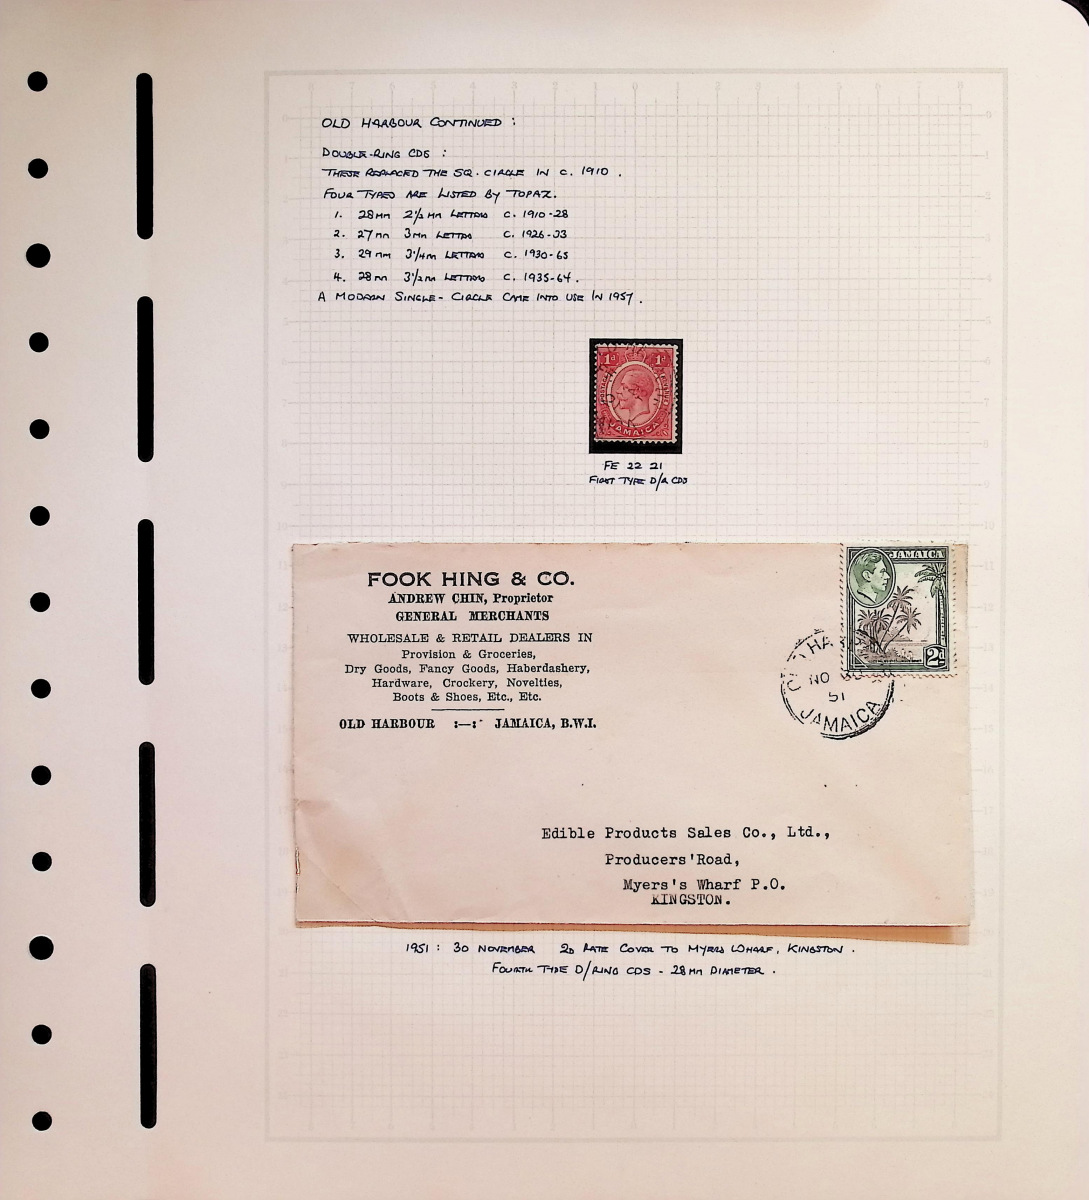 OLD HARBOUR CONTINUED :
DOUBLE-RING CDS :
THESE REPLACED THE SQ. CIRCLE IN C. 1910 .
FOUR TYPES ARE LISTED BY TOPAZ.
1. 28MM 2½MM LETTERS C. 1910-28
2. 27MM 3MM LETTERS C. 1926-33
3. 29MM 3¼MM LETTERS C. 1930-65
4. 28MM 3½MM LETTERS C. 1935-64 .
A MODERN SINGLE-CIRCLE CAME INTO USE IN 1957 .
1d 1d
JAMAICA
FE 22 21
FIRST TYPE D/R CDS
FOOK HING & CO.
ANDREW CHIN, Proprietor
GENERAL MERCHANTS
WHOLESALE & RETAIL DEALERS IN
Provision & Groceries,
Dry Goods, Fancy Goods, Haberdashery,
Hardware, Crockery, Novelties,
Boots & Shoes, Etc., Etc.
OLD HARBOUR :—: JAMAICA, B.W.I.
JAMAICA
2d
NO
51
JAMAICA
Edible Products Sales Co., Ltd.,
Producers'Road,
Myers's Wharf P.O.
KINGSTON.
1951 : 30 NOVEMBER 2D RATE COVER TO MYERS WHARF, KINGSTON .
FOURTH TYPE D/RING CDS - 28MM DIAMETER .